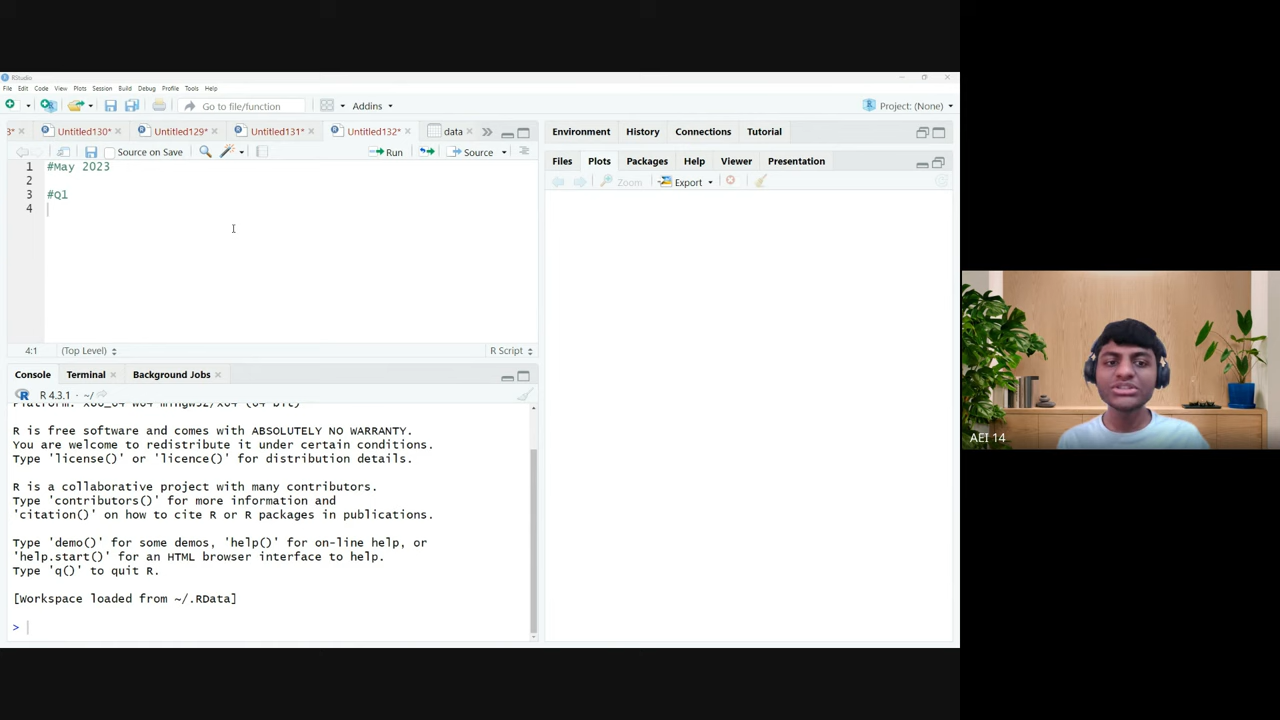 RStudio
File Edit Code View Plots Session Build Debug Profile Tools Help
Go to file/function Addins Project: (None)
3* Untitled130* Untitled129* Untitled131* Untitled132* data
Source on Save Run Source
1 #May 2023
2
3 #Q1
4
4:1 (Top Level) R Script
Console Terminal Background Jobs
R 4.3.1 · ~/
R is free software and comes with ABSOLUTELY NO WARRANTY.
You are welcome to redistribute it under certain conditions.
Type 'license()' or 'licence()' for distribution details.
R is a collaborative project with many contributors.
Type 'contributors()' for more information and
'citation()' on how to cite R or R packages in publications.
Type 'demo()' for some demos, 'help()' for on-line help, or
'help.start()' for an HTML browser interface to help.
Type 'q()' to quit R.
[Workspace loaded from ~/.RData]
>
Environment History Connections Tutorial
Files Plots Packages Help Viewer Presentation
Zoom Export
AEI 14